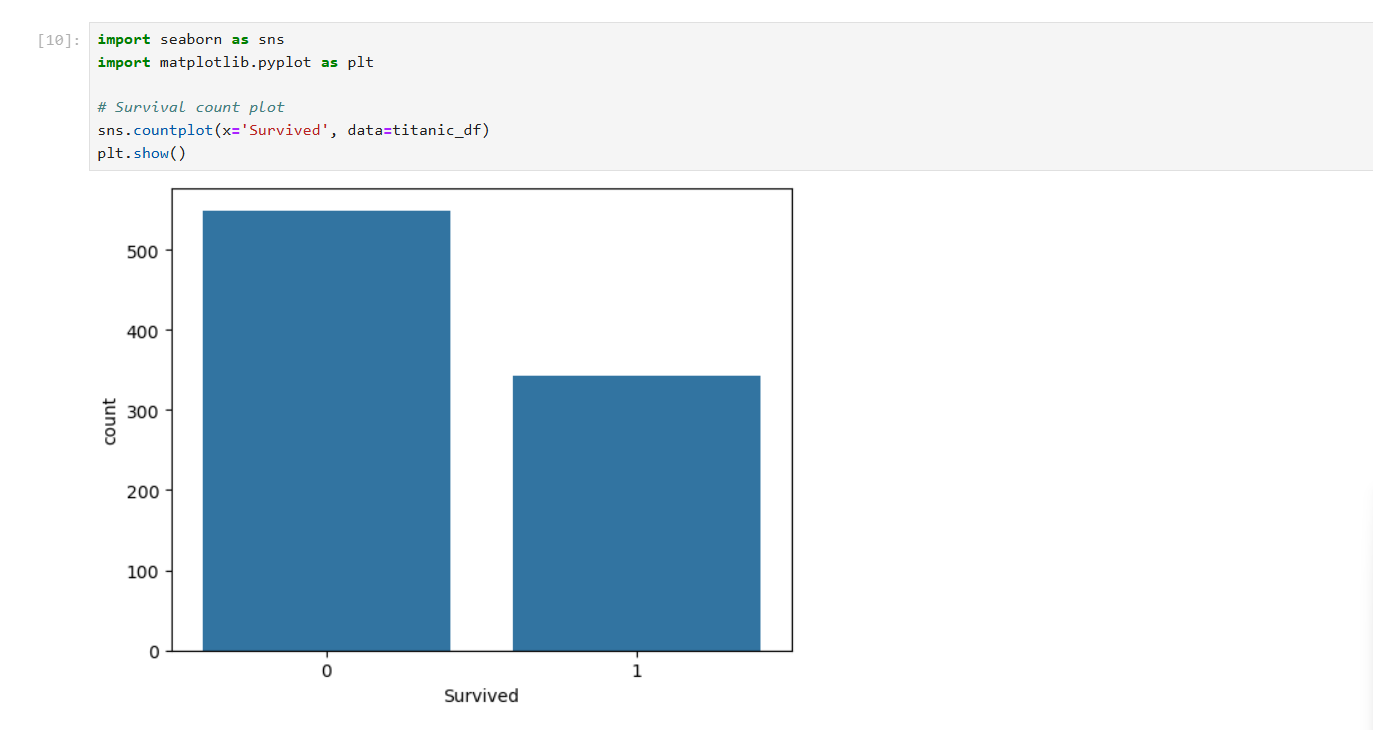 [10]:
import seaborn as sns
import matplotlib.pyplot as plt
# Survival count plot
sns.countplot(x='Survived', data=titanic_df)
plt.show()
500
400
300
200
100
0
count
0 1
Survived